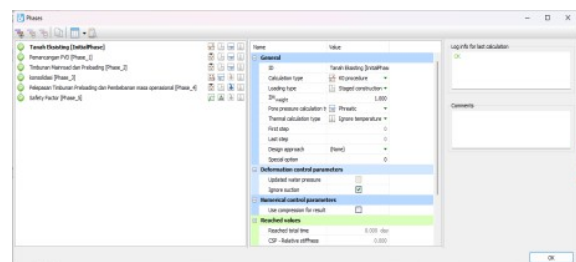 Phases
Tanah Eksisting [InitialPhase]
Pemancangan PVD [Phase_1]
Timbunan Matrroad dan Preloading [Phase_2]
konsolidasi [Phase_3]
Pelepasan Timbunan Preloading dan Pembebanan masa operasional [Phase_4]
Safety Factor [Phase_5]
Name Value
General
ID Tanah Eksisting [InitialPhase
Calculation type K0 procedure
Loading type Staged construction
ΣM weight 1.000
Pore pressure calculation t Phreatic
Thermal calculation type Ignore temperature
First step 0
Last step 0
Design approach (None)
Special option 0
Deformation control parameters
Updated water pressure
Ignore suction
Numerical control parameters
Use compression for result
Reached values
Reached total time 0.000 day
CSP - Relative stiffness 0.000
Log info for last calculation
OK
Comments
OK